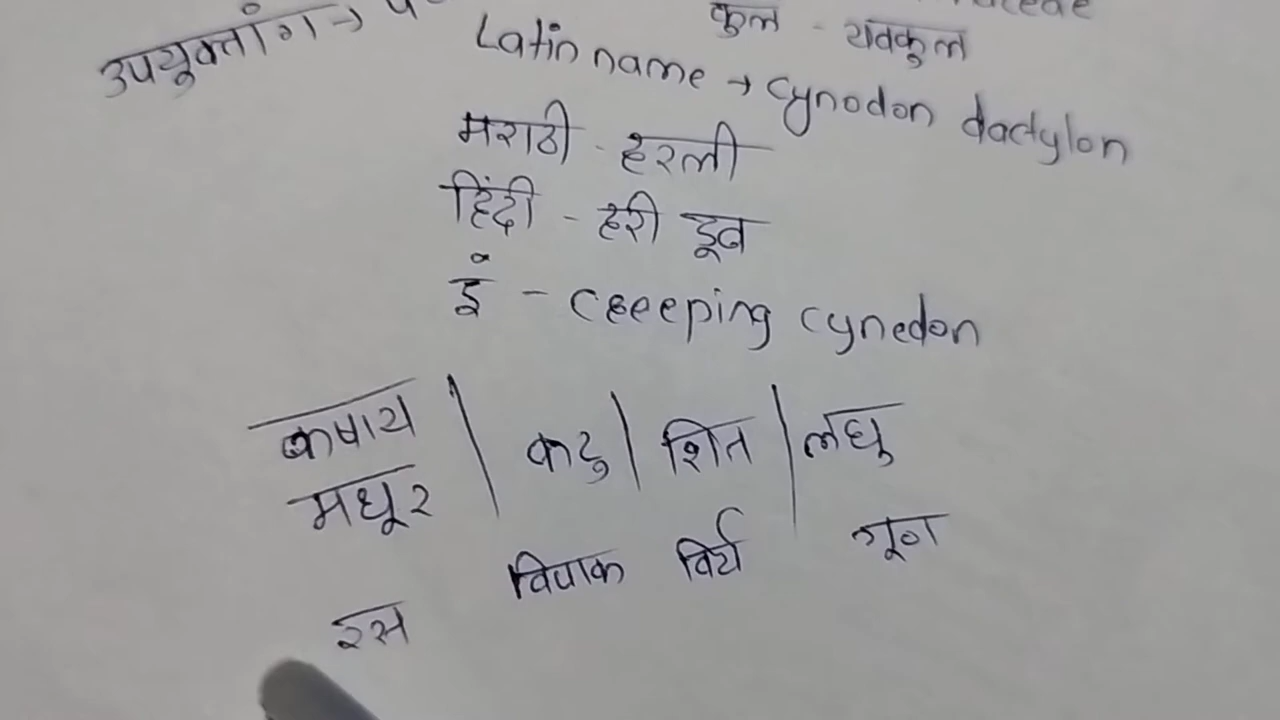 कुल - यवकुल
उपयूक्तांग →
Latin name → cynodon dactylon
मराठी - हरली
हिंदी - हरी डूब
इं - creeping cynedon
कषाय | कटु | शित | लघु
मधूर
विपाक विर्य गूण
रस